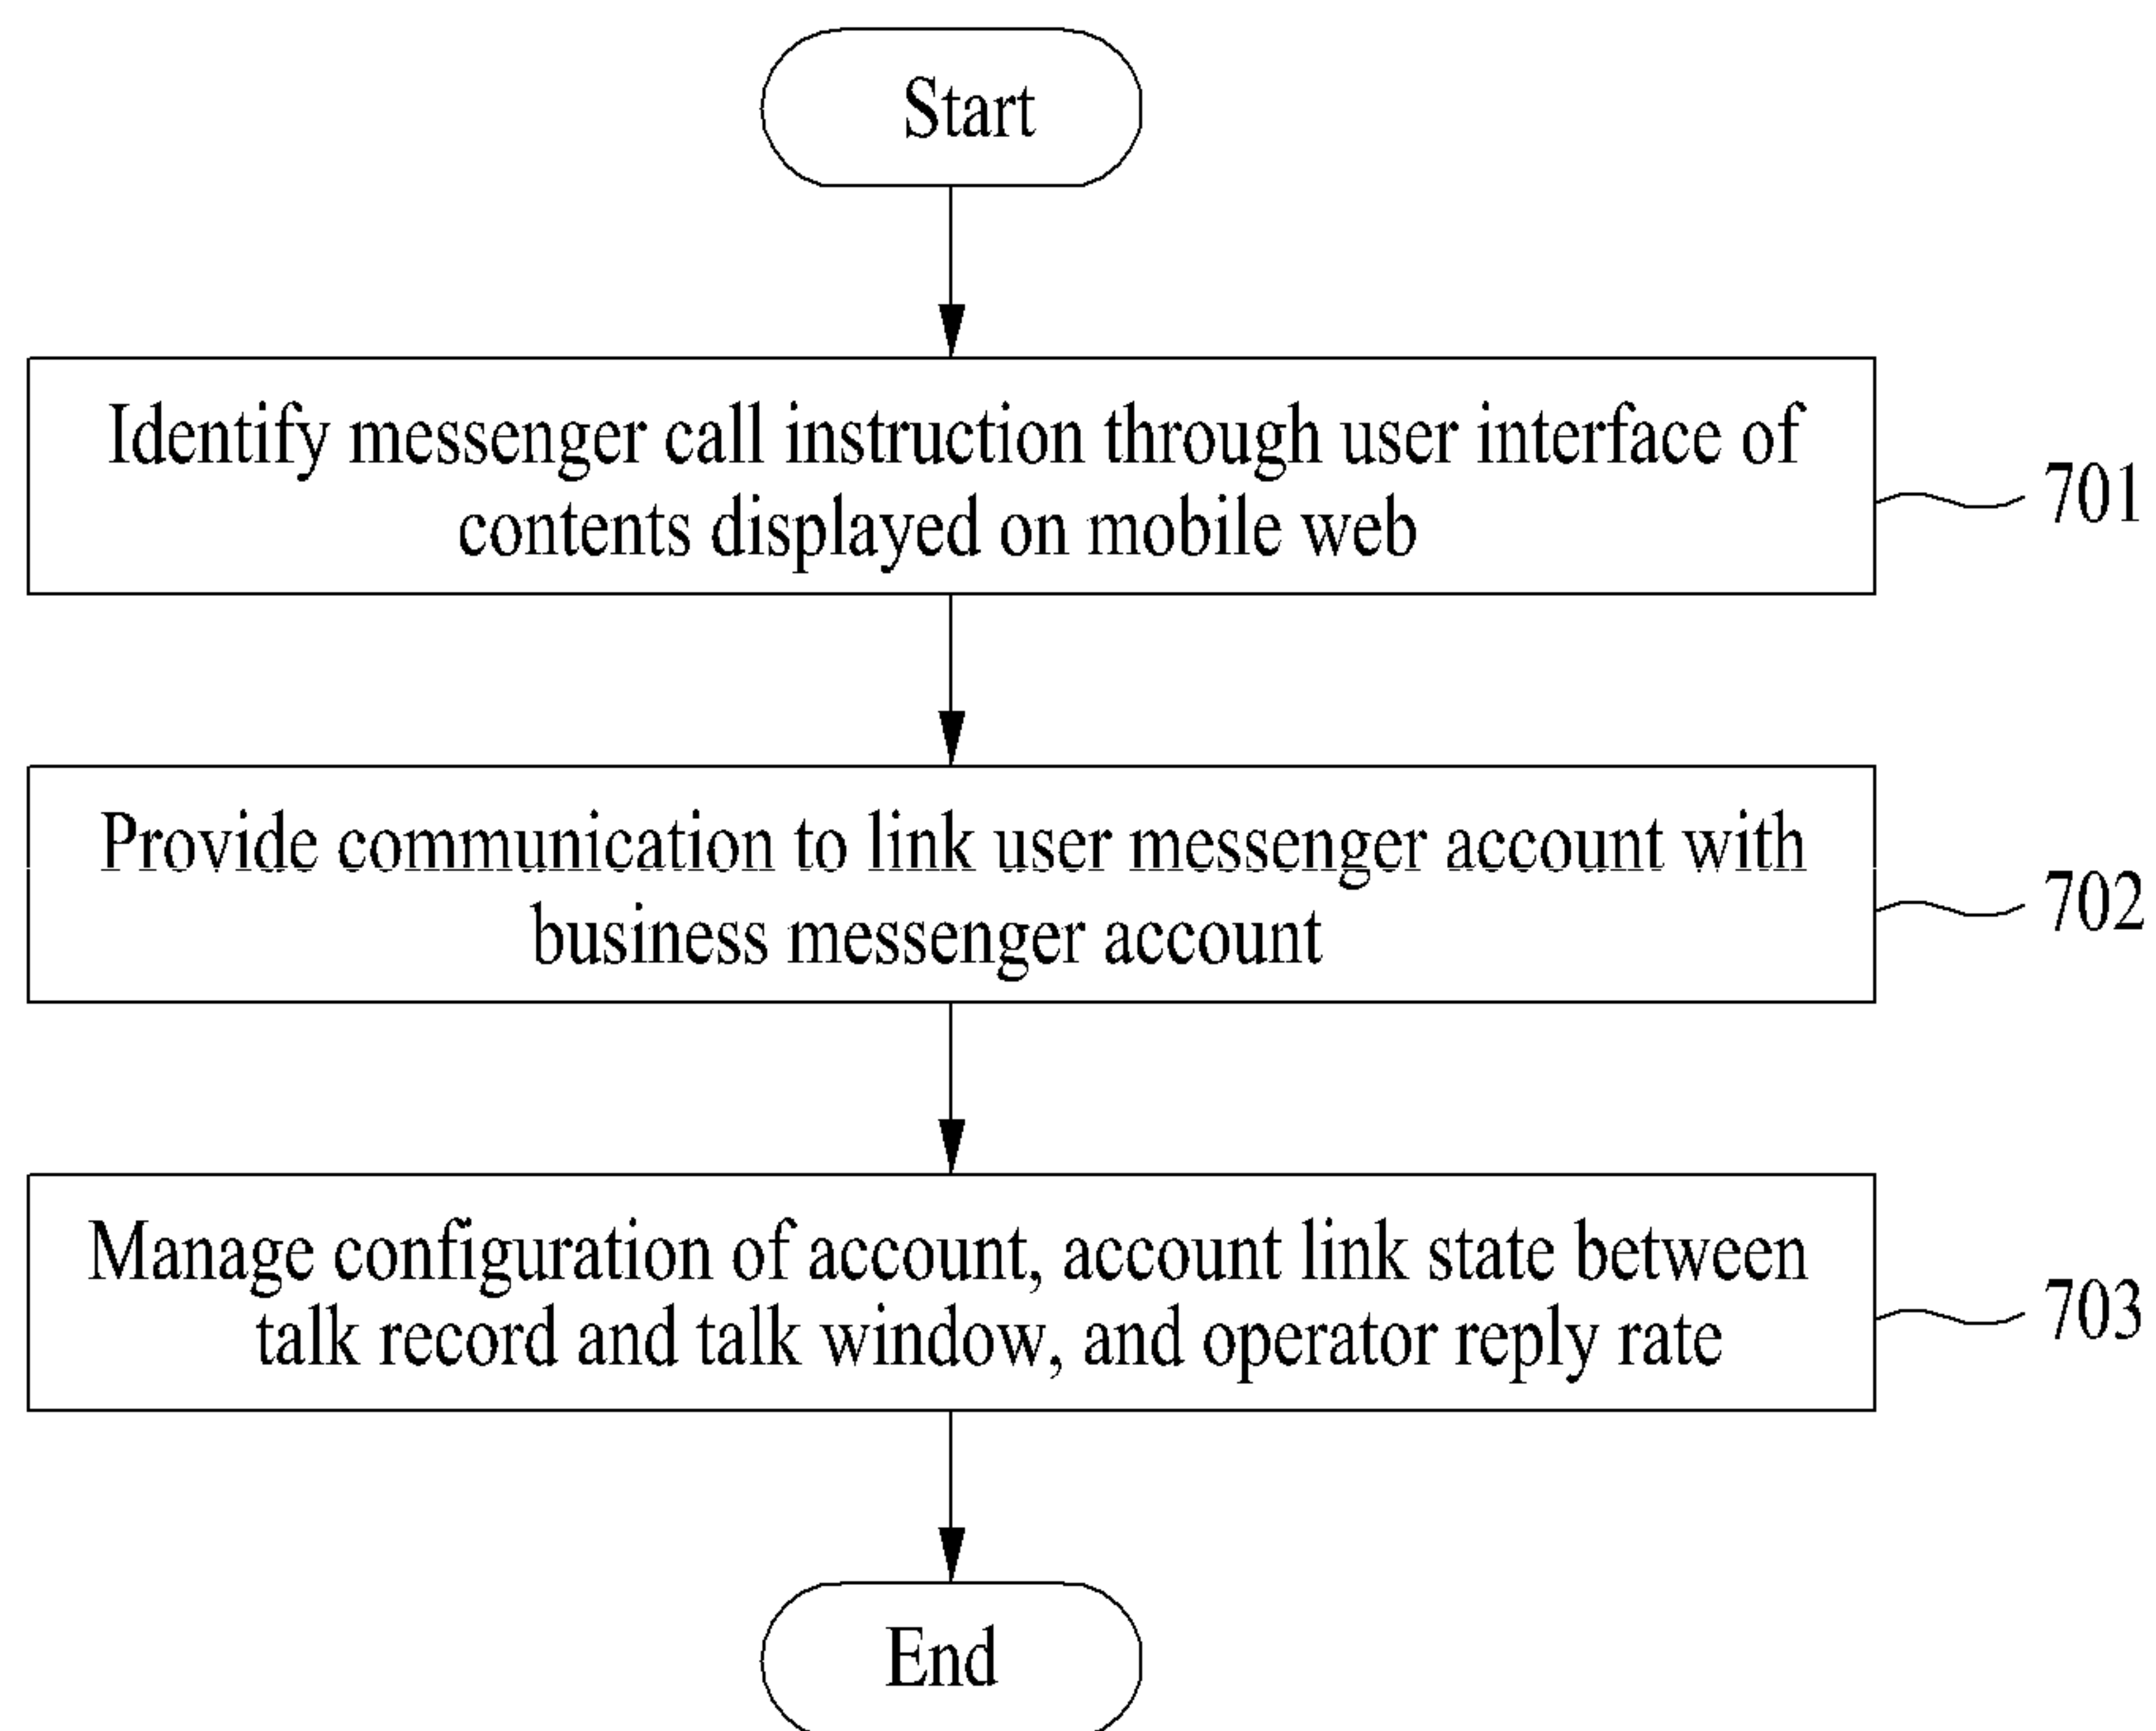 Start
Identify messenger call instruction through user interface of
contents displayed on mobile web
701
Provide communication to link user messenger account with
business messenger account
702
Manage configuration of account, account link state between
talk record and talk window, and operator reply rate
703
End